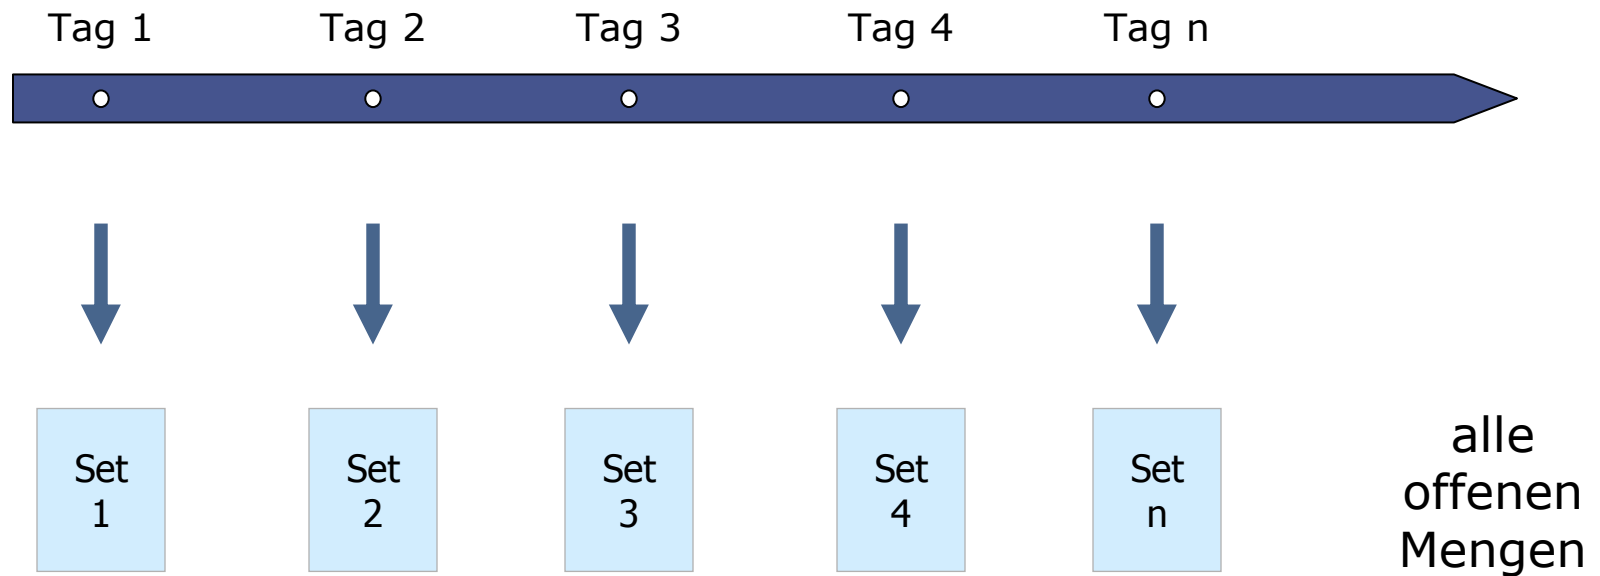 Tag 1 Tag 2 Tag 3 Tag 4 Tag n
Set
1
Set
2
Set
3
Set
4
Set
n
alle
offenen
Mengen